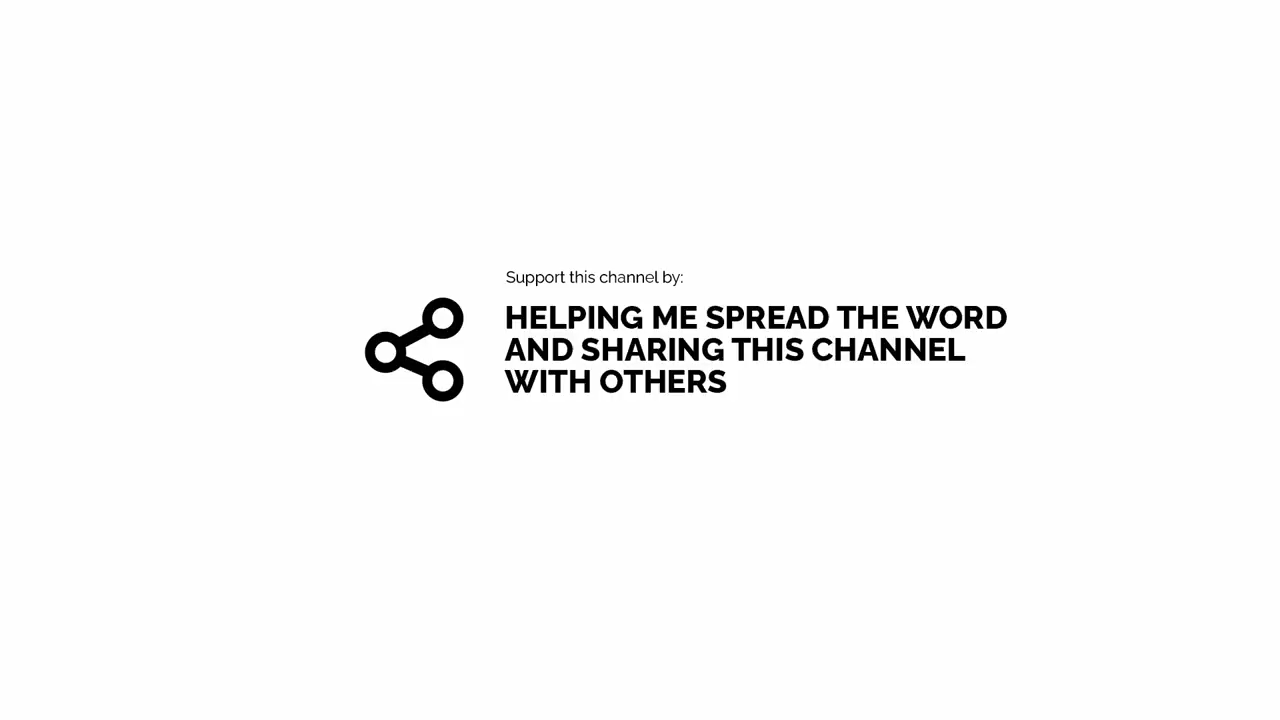 Support this channel by:
HELPING ME SPREAD THE WORD
AND SHARING THIS CHANNEL
WITH OTHERS